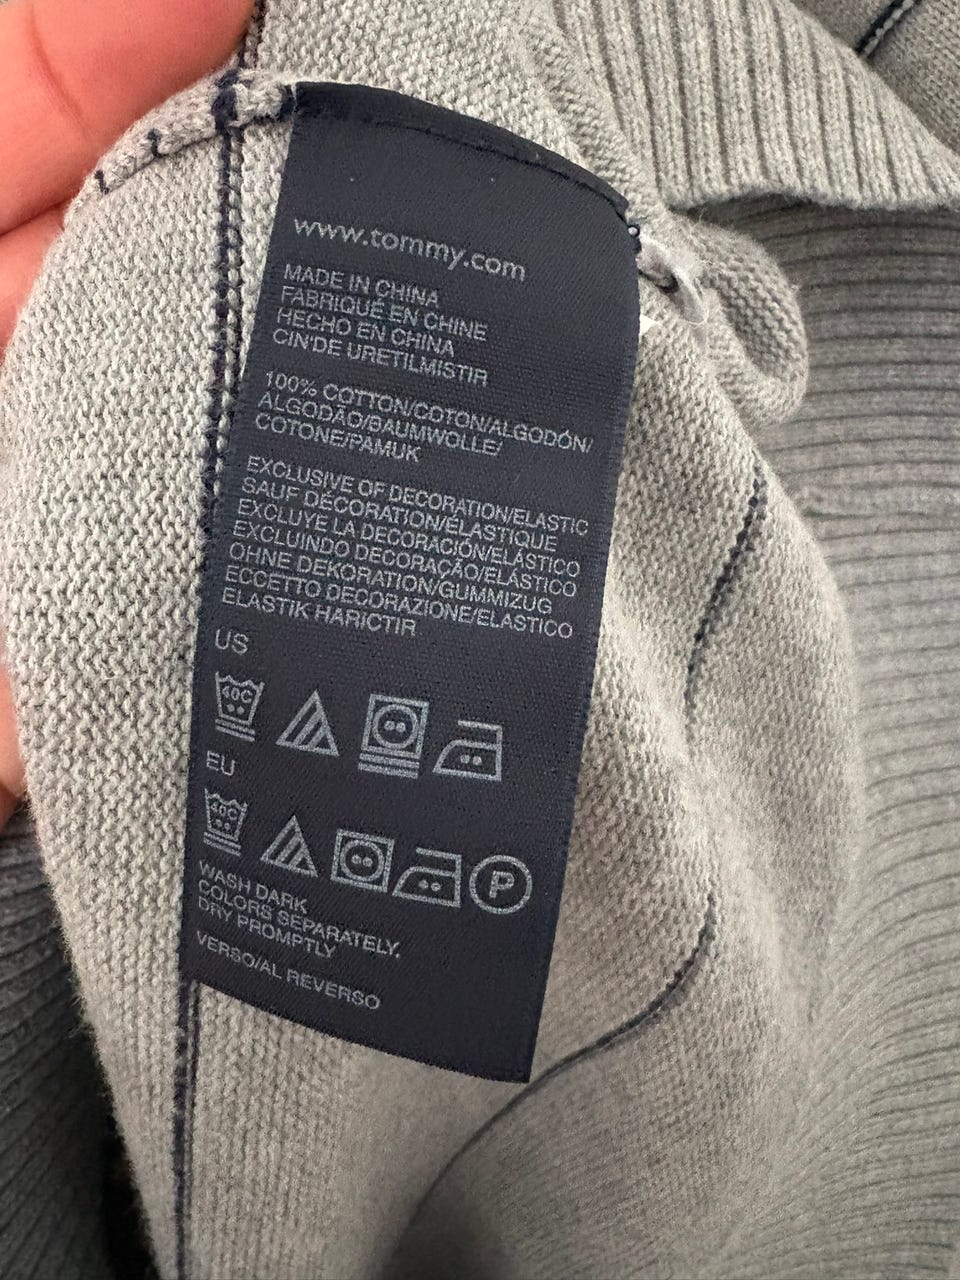 www.tommy.com
MADE IN CHINA
FABRIQUÉ EN CHINE
HECHO EN CHINA
CIN'DE URETILMISTIR
100% COTTON/COTON/ALGODÓN/
ALGODÃO/BAUMWOLLE/
COTONE/PAMUK
EXCLUSIVE OF DECORATION/ELASTIC
SAUF DÉCORATION/ÉLASTIQUE
EXCLUYE LA DECORACIÓN/ELÁSTICO
EXCLUINDO DECORAÇÃO/ELÁSTICO
OHNE DEKORATION/GUMMIZUG
ECCETTO DECORAZIONE/ELASTICO
ELASTIK HARICTIR
US
40C
EU
40C
P
WASH DARK
COLORS SEPARATELY.
DRY PROMPTLY
VERSO/AL REVERSO